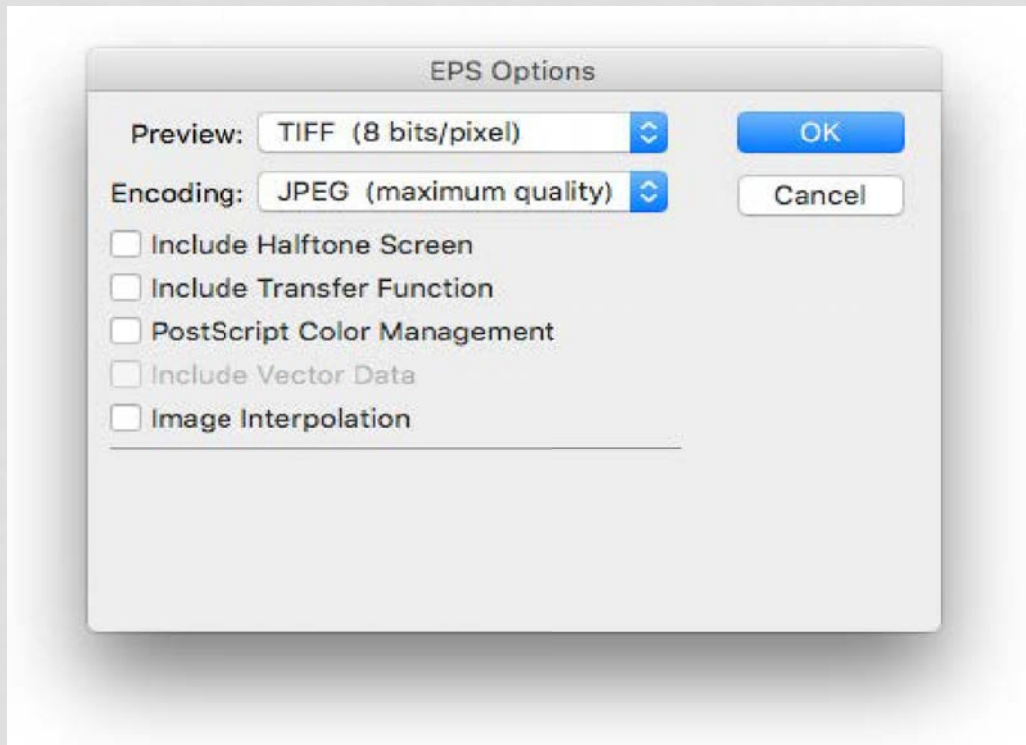 EPS Options
Preview: TIFF (8 bits/pixel) OK
Encoding: JPEG (maximum quality) Cancel
Include Halftone Screen
Include Transfer Function
PostScript Color Management
Include Vector Data
Image Interpolation